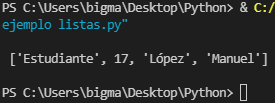 PS C:\Users\bigma\Desktop\Python> & C:/
ejemplo listas.py"
['Estudiante', 17, 'López', 'Manuel']
PS C:\Users\bigma\Desktop\Python>